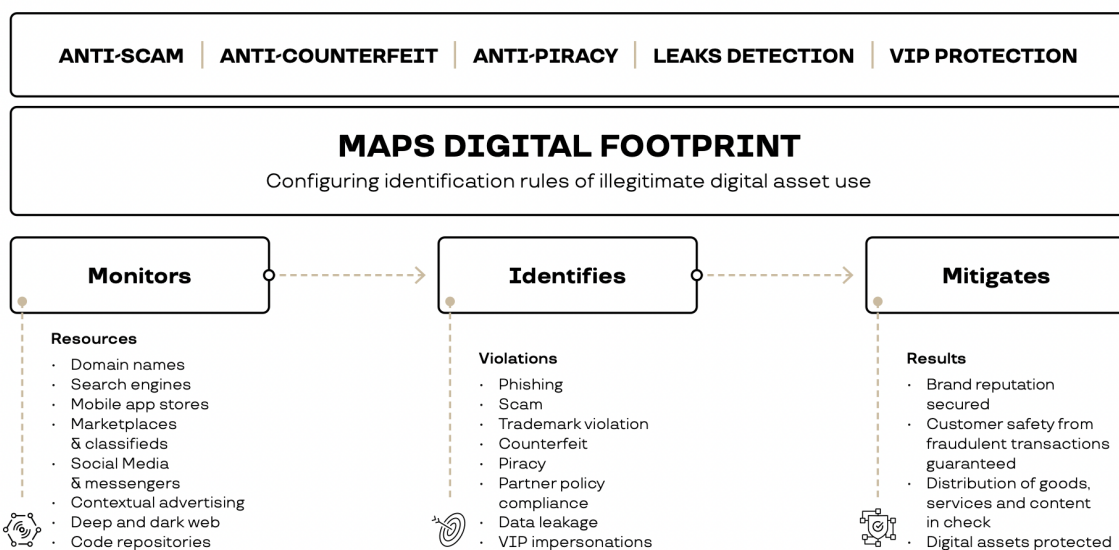 ANTI-SCAM ANTI-COUNTERFEIT ANTI-PIRACY LEAKS DETECTION VIP PROTECTION
MAPS DIGITAL FOOTPRINT
Configuring identification rules of illegitimate digital asset use
Monitors
Identifies
Mitigates
Resources
· Domain names
· Search engines
· Mobile app stores
· Marketplaces
& classifieds
· Social Media
& messengers
· Contextual advertising
· Deep and dark web
· Code repositories
Violations
· Phishing
· Scam
· Trademark violation
· Counterfeit
· Piracy
· Partner policy
compliance
· Data leakage
· VIP impersonations
Results
· Brand reputation
secured
· Customer safety from
fraudulent transactions
guaranteed
· Distribution of goods,
services and content
in check
· Digital assets protected